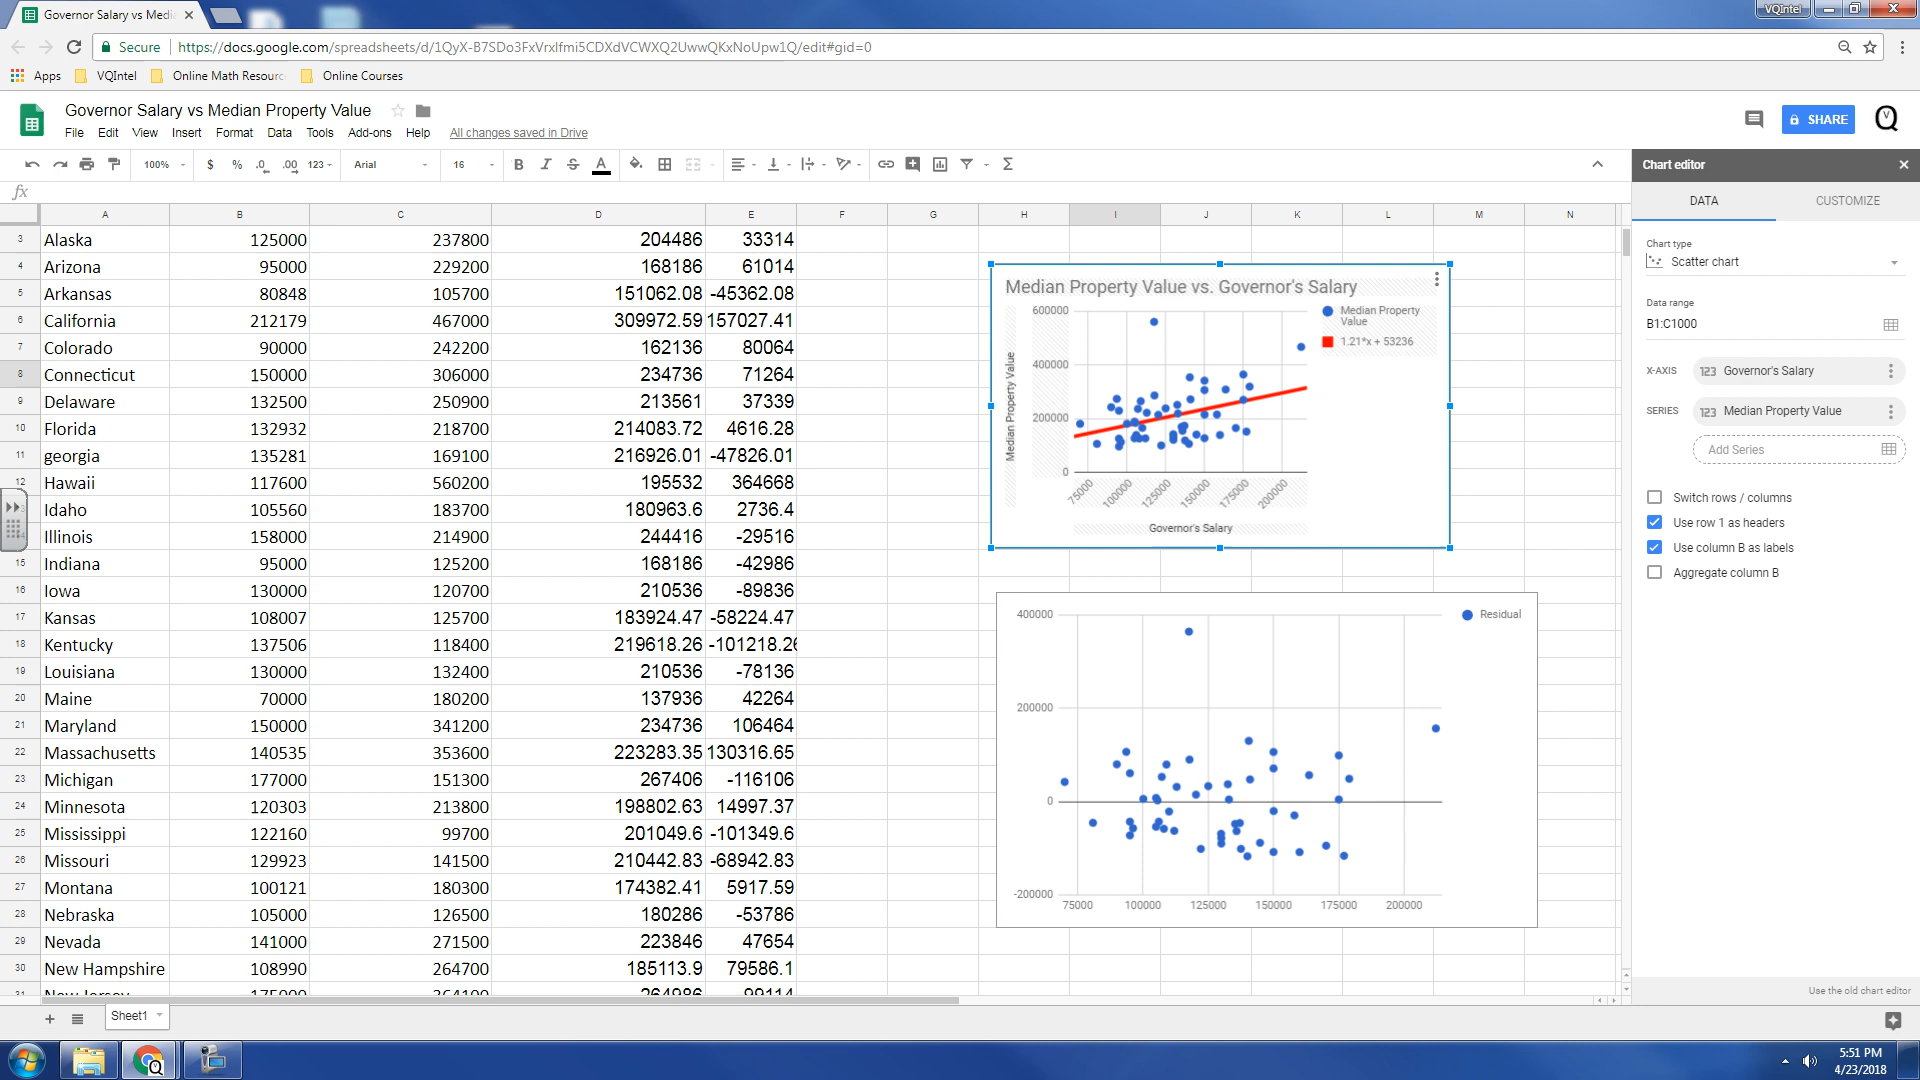 Governor Salary vs Medi
VQIntel
Secure
https://docs.google.com/spreadsheets/d/1QyX-B7SDo3FxVrxlfmi5CDXdVCWXQ2UwwQKxNoUpw1Q/edit#gid=0
Apps VQIntel Online Math Resourc Online Courses
Governor Salary vs Median Property Value
File Edit View Insert Format Data Tools Add-ons Help All changes saved in Drive
SHARE
100% $ % .0 .00 123 Arial 16 B I S A
Chart editor
fx
DATA CUSTOMIZE
A B C D E F G H I J K L M N
3 Alaska 125000 237800 204486 33314
4 Arizona 95000 229200 168186 61014
5 Arkansas 80848 105700 151062.08 -45362.08
6 California 212179 467000 309972.59 157027.41
7 Colorado 90000 242200 162136 80064
8 Connecticut 150000 306000 234736 71264
9 Delaware 132500 250900 213561 37339
10 Florida 132932 218700 214083.72 4616.28
11 georgia 135281 169100 216926.01 -47826.01
12 Hawaii 117600 560200 195532 364668
Idaho 105560 183700 180963.6 2736.4
Illinois 158000 214900 244416 -29516
15 Indiana 95000 125200 168186 -42986
16 Iowa 130000 120700 210536 -89836
17 Kansas 108007 125700 183924.47 -58224.47
18 Kentucky 137506 118400 219618.26 -101218.26
19 Louisiana 130000 132400 210536 -78136
20 Maine 70000 180200 137936 42264
21 Maryland 150000 341200 234736 106464
22 Massachusetts 140535 353600 223283.35 130316.65
23 Michigan 177000 151300 267406 -116106
24 Minnesota 120303 213800 198802.63 14997.37
25 Mississippi 122160 99700 201049.6 -101349.6
26 Missouri 129923 141500 210442.83 -68942.83
27 Montana 100121 180300 174382.41 5917.59
28 Nebraska 105000 126500 180286 -53786
29 Nevada 141000 271500 223846 47654
30 New Hampshire 108990 264700 185113.9 79586.1
31 New Jersey 175000 364100 264986 99114
Median Property Value vs. Governor's Salary
600000
400000
200000
0
Median Property Value
75000 100000 125000 150000 175000 200000
Governor's Salary
Median Property
Value
1.21*x + 53236
400000
200000
0
-200000
75000 100000 125000 150000 175000 200000
Residual
Chart type
Scatter chart
Data range
B1:C1000
X-AXIS 123 Governor's Salary
SERIES 123 Median Property Value
Add Series
Switch rows / columns
Use row 1 as headers
Use column B as labels
Aggregate column B
Use the old chart editor
Sheet1
5:51 PM
4/23/2018